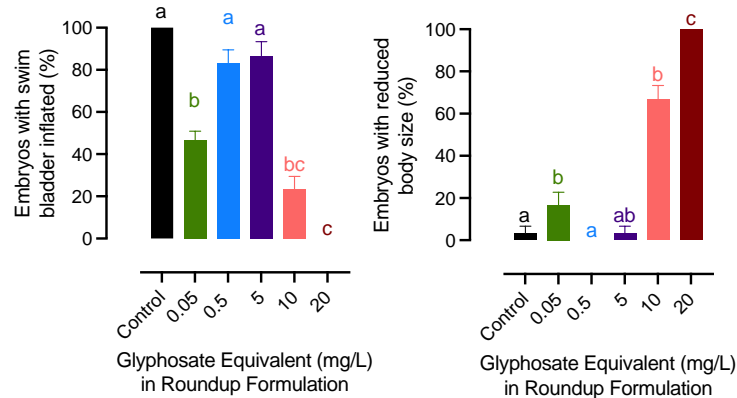 Embryos with swim
bladder inflated (%)
100
80
60
40
20
0
a
b
a
a
bc
c
Control
0.05
0.5
5
10
20
Glyphosate Equivalent (mg/L)
in Roundup Formulation
Embryos with reduced
body size (%)
100
80
60
40
20
0
a
b
a
ab
b
c
Control
0.05
0.5
5
10
20
Glyphosate Equivalent (mg/L)
in Roundup Formulation